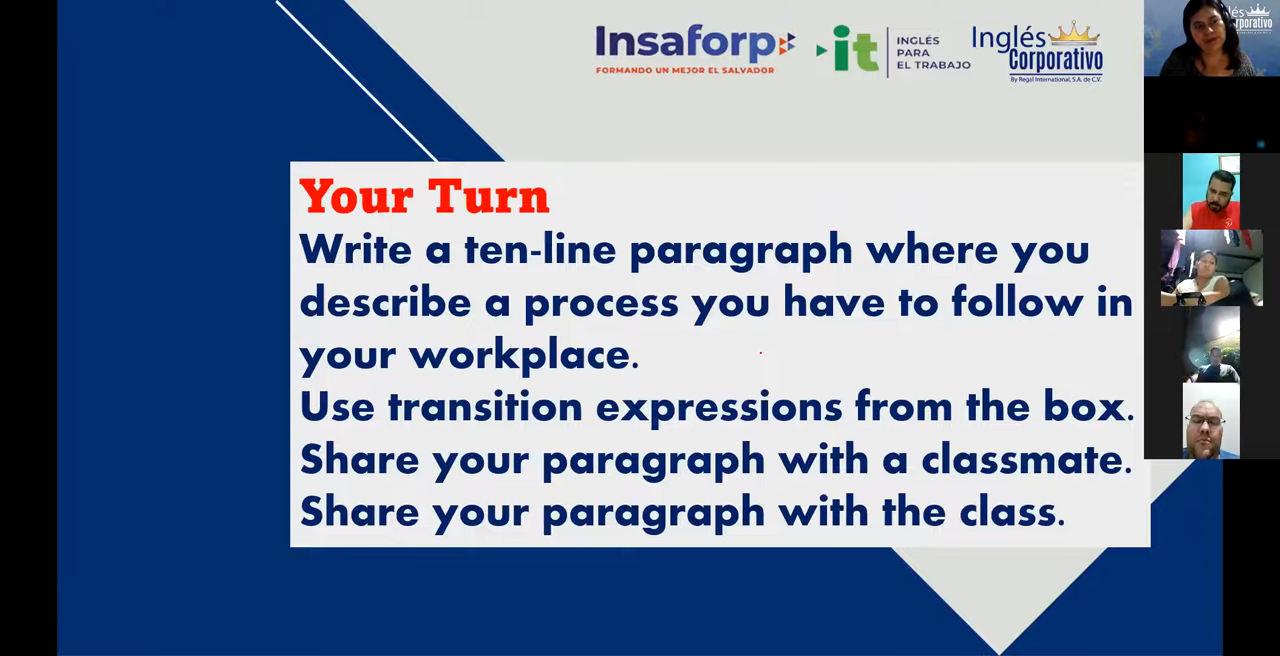 Insaforp
FORMANDO UN MEJOR EL SALVADOR
it
INGLÉS
PARA
EL TRABAJO
Inglés
Corporativo
By Regal International, S.A. de C.V.
Your Turn
Write a ten-line paragraph where you
describe a process you have to follow in
your workplace.
Use transition expressions from the box.
Share your paragraph with a classmate.
Share your paragraph with the class.